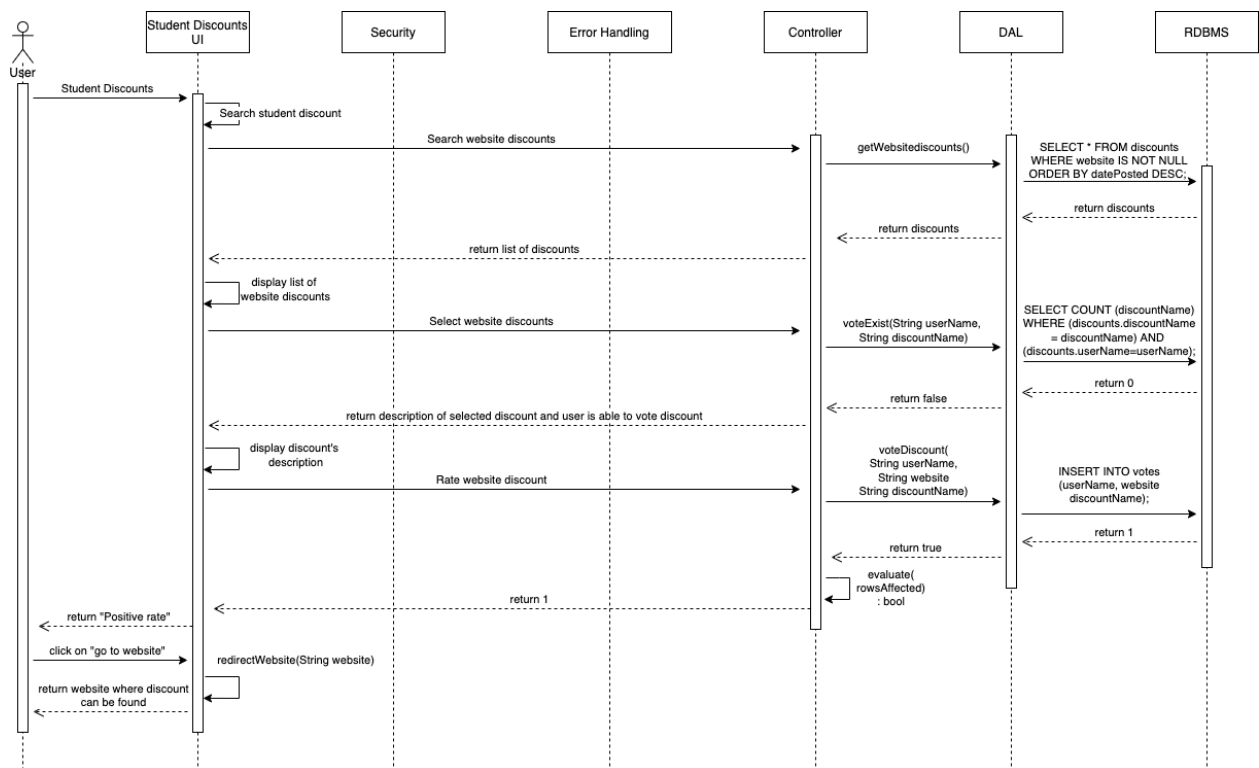 Student Discounts
UI
Security
Error Handling
Controller
DAL
RDBMS
User
Student Discounts
Search student discount
Search website discounts
getWebsitediscounts()
SELECT * FROM discounts
WHERE website IS NOT NULL
ORDER BY datePosted DESC;
return discounts
return discounts
return list of discounts
display list of
website discounts
Select website discounts
voteExist(String userName,
String discountName)
SELECT COUNT (discountName)
WHERE (discounts.discountName
= discountName) AND
(discounts.userName=userName);
return 0
return false
return description of selected discount and user is able to vote discount
display discount's
description
Rate website discount
voteDiscount(
String userName,
String website
String discountName)
INSERT INTO votes
(userName, website
discountName);
return 1
return true
evaluate(
rowsAffected)
: bool
return 1
return "Positive rate"
click on "go to website"
redirectWebsite(String website)
return website where discount
can be found